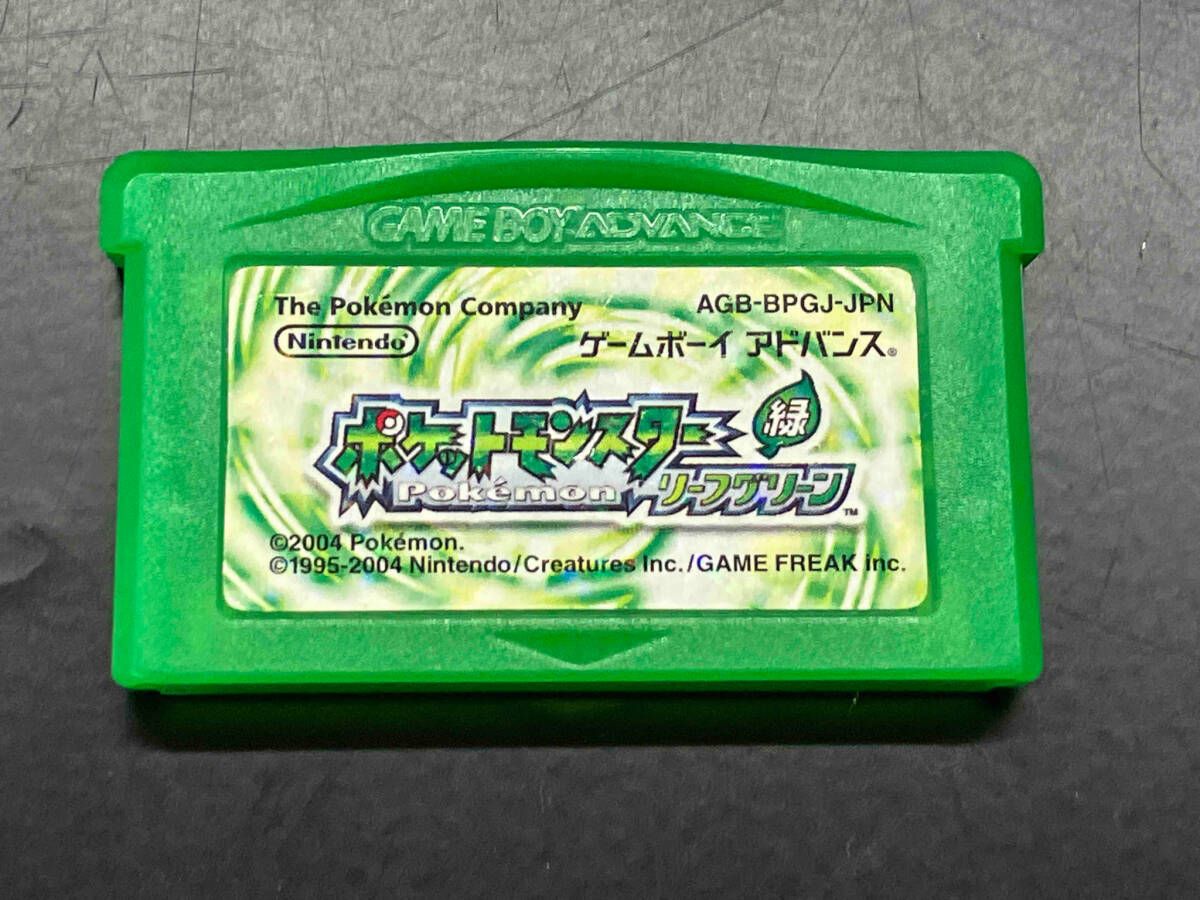 GAME BOY ADVANCE
The Pokémon Company
AGB-BPGJ-JPN
Nintendo
ゲームボーイ アドバンス®
ポケットモンスター
緑
Pokémon
リーフグリーン™
©2004 Pokémon.
©1995-2004 Nintendo/Creatures Inc./GAME FREAK inc.